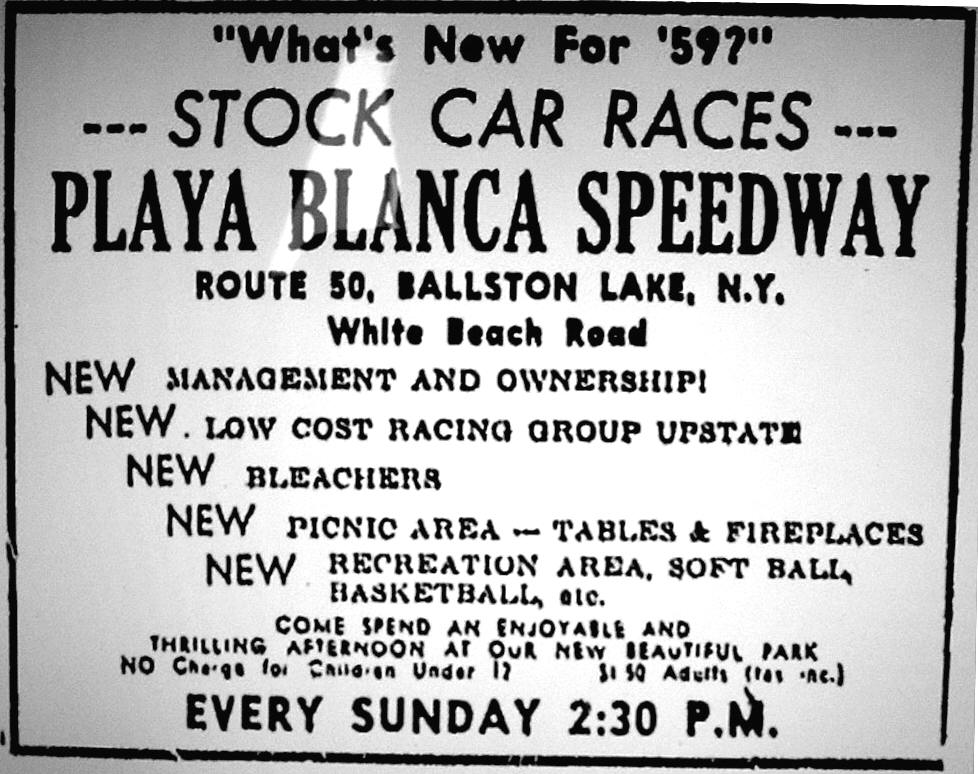 "What's New For '59?"
--- STOCK CAR RACES ---
PLAYA BLANCA SPEEDWAY
ROUTE 50, BALLSTON LAKE, N.Y.
White Beach Road
NEW MANAGEMENT AND OWNERSHIP!
NEW . LOW COST RACING GROUP UPSTATE
NEW BLEACHERS
NEW PICNIC AREA — TABLES & FIREPLACES
NEW RECREATION AREA, SOFT BALL,
BASKETBALL, etc.
COME SPEND AN ENJOYABLE AND
THRILLING AFTERNOON AT OUR NEW BEAUTIFUL PARK
NO Charge for Children Under 12 $1.50 Adults (tax inc.)
EVERY SUNDAY 2:30 P.M.